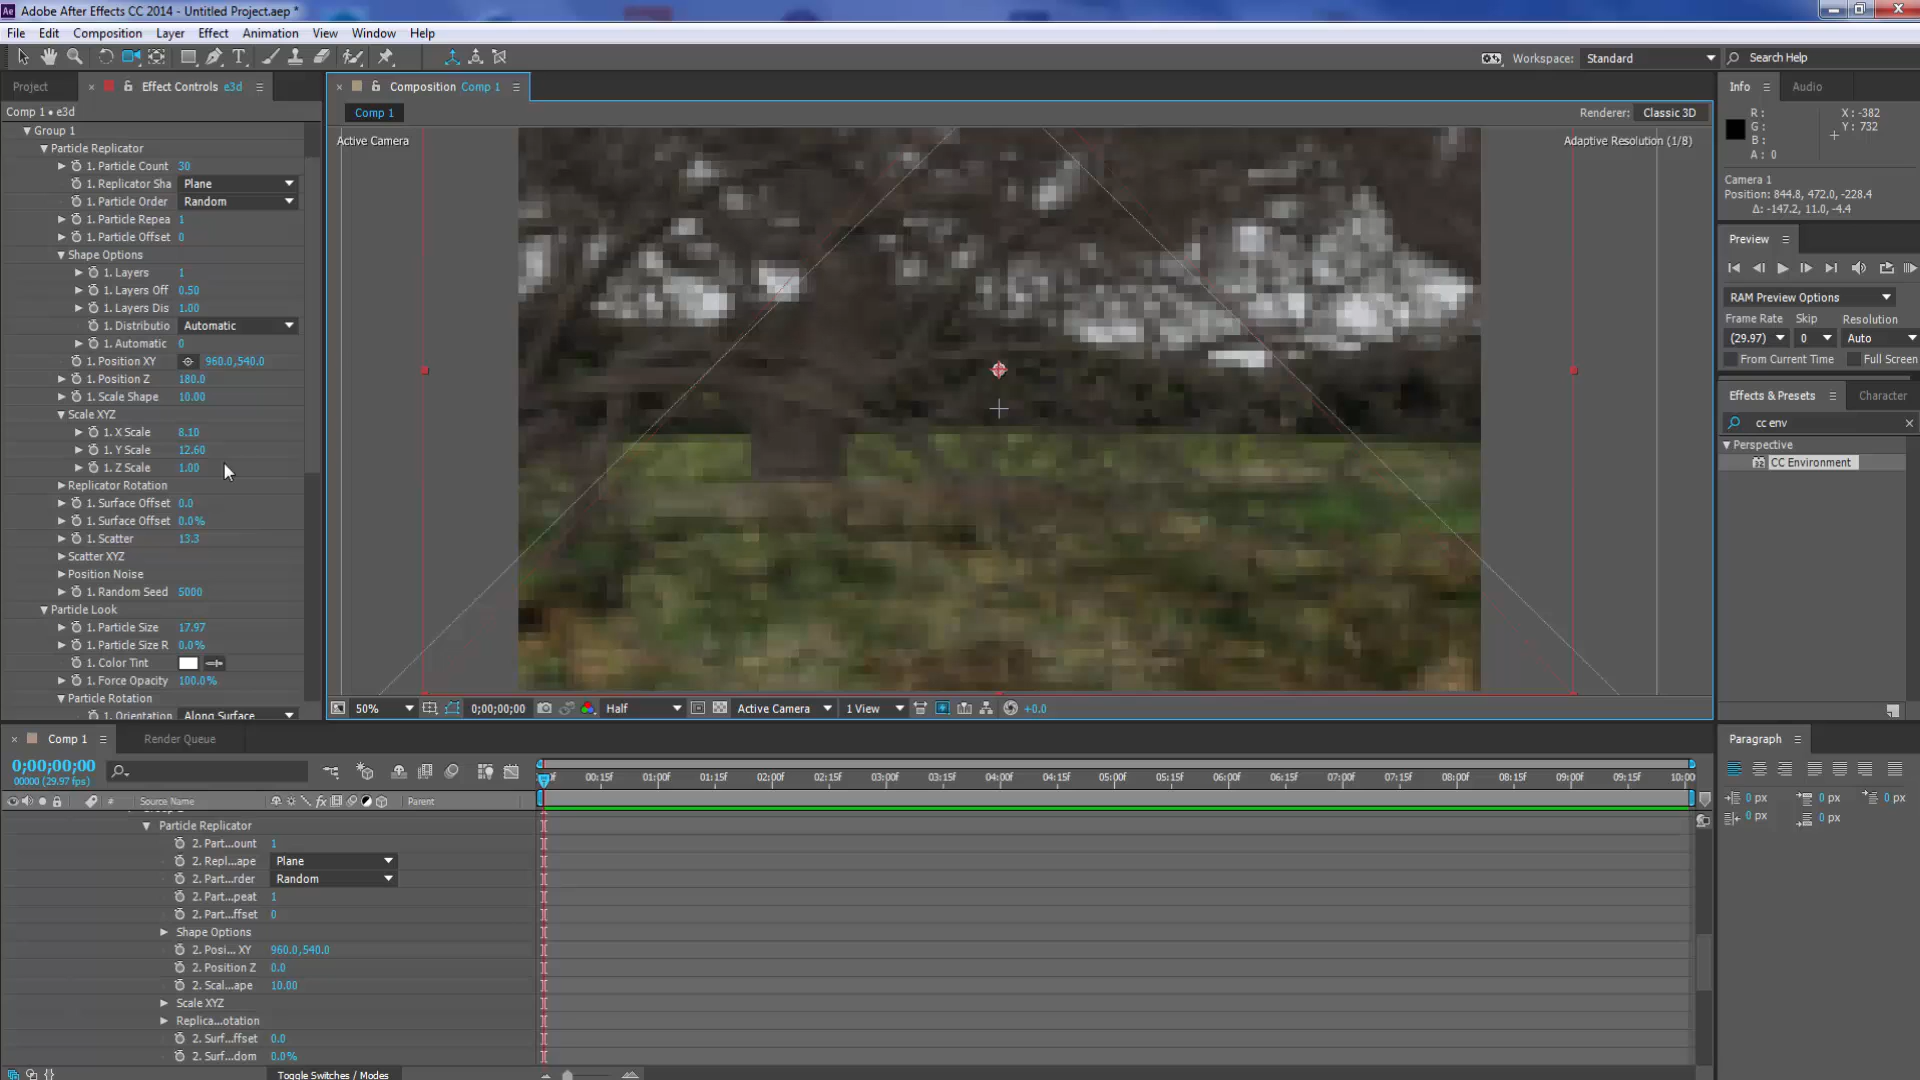 Adobe After Effects CC 2014 - Untitled Project.aep *
File Edit Composition Layer Effect Animation View Window Help
Workspace: Standard Search Help
Project Effect Controls e3d
Comp 1 • e3d
Group 1
Particle Replicator
1. Particle Count 30
1. Replicator Sha Plane
1. Particle Order Random
1. Particle Repea 1
1. Particle Offset 0
Shape Options
1. Layers 1
1. Layers Off 0.50
1. Layers Dis 1.00
1. Distributio Automatic
1. Automatic 0
1. Position XY 960.0,540.0
1. Position Z 180.0
1. Scale Shape 10.00
Scale XYZ
1. X Scale 8.10
1. Y Scale 12.60
1. Z Scale 1.00
Replicator Rotation
1. Surface Offset 0.0
1. Surface Offset 0.0%
1. Scatter 13.3
Scatter XYZ
Position Noise
1. Random Seed 5000
Particle Look
1. Particle Size 17.97
1. Particle Size R 0.0%
1. Color Tint
1. Force Opacity 100.0%
Particle Rotation
1. Orientation Along Surface
Composition Comp 1
Comp 1
Renderer: Classic 3D
Active Camera
Adaptive Resolution (1/8)
50% 0;00;00;00 Half Active Camera 1 View +0.0
Info Audio
R:
G:
B:
A: 0
X: -382
Y: 732
Camera 1
Position: 844.8, 472.0, -228.4
Δ: -147.2, 11.0, -4.4
Preview
RAM Preview Options
Frame Rate Skip Resolution
(29.97) 0 Auto
From Current Time Full Screen
Effects & Presets Character
cc env
Perspective
CC Environment
Paragraph
0 px 0 px 0 px
0 px 0 px
Comp 1 Render Queue
0;00;00;00
00000 (29.97 fps)
# Source Name Parent
00:15f 01:00f 01:15f 02:00f 02:15f 03:00f 03:15f 04:00f 04:15f 05:00f 05:15f 06:00f 06:15f 07:00f 07:15f 08:00f 08:15f 09:00f 09:15f 10:00
Particle Replicator
2. Part...ount 1
2. Repl...ape Plane
2. Part...rder Random
2. Part...peat 1
2. Part...ffset 0
Shape Options
2. Posi... XY 960.0,540.0
2. Position Z 0.0
2. Scal...ape 10.00
Scale XYZ
Replica...otation
2. Surf...ffset 0.0
2. Surf...dom 0.0%
Toggle Switches / Modes